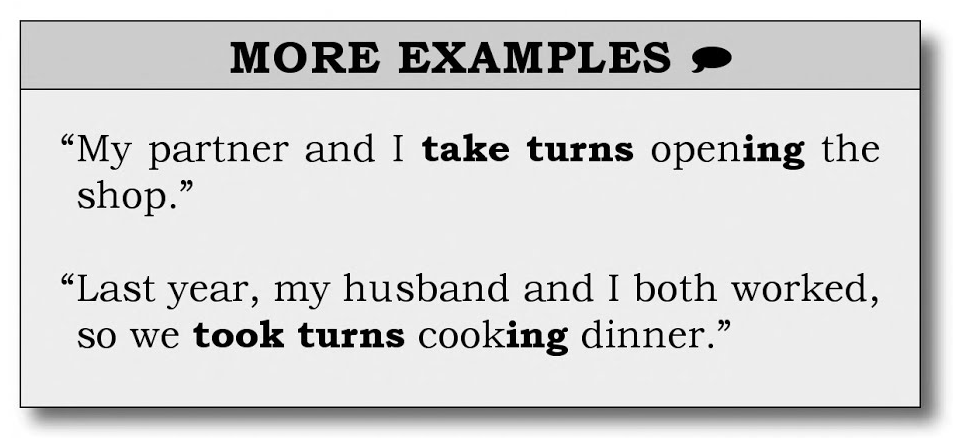 MORE EXAMPLES
“My partner and I take turns opening the
shop.”
“Last year, my husband and I both worked,
so we took turns cooking dinner.”